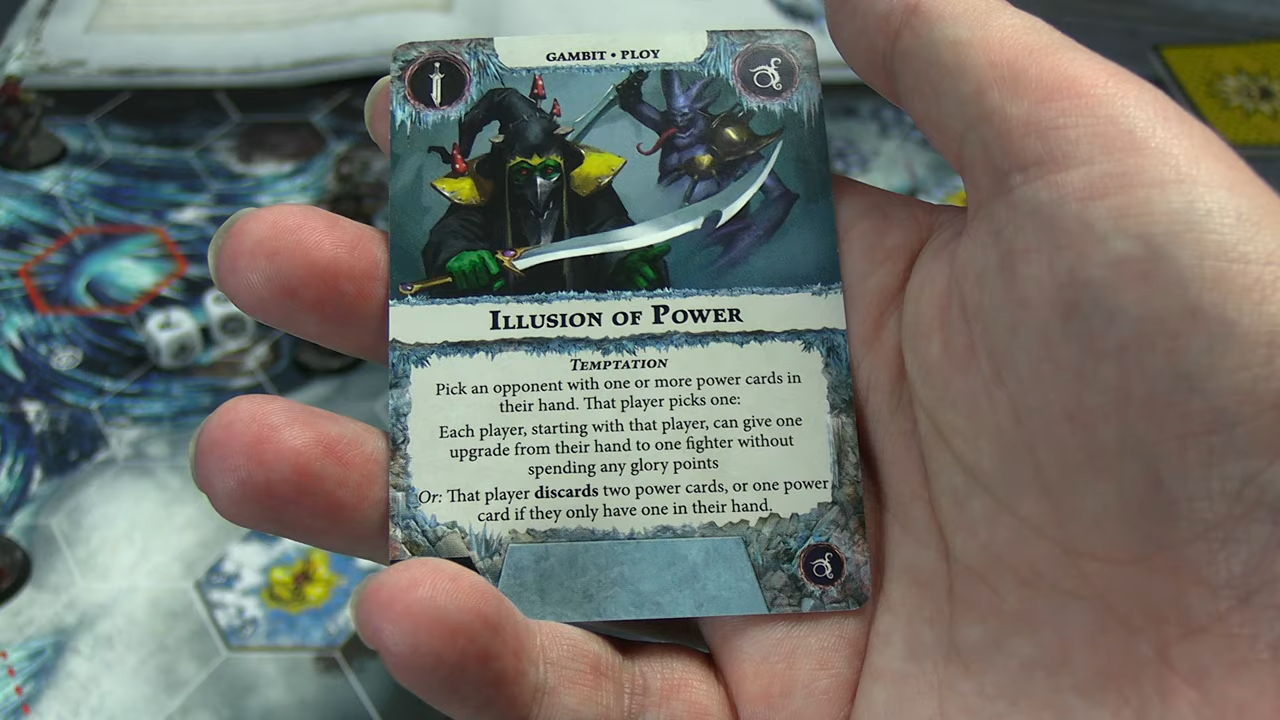 GAMBIT • PLOY
ILLUSION OF POWER
TEMPTATION
Pick an opponent with one or more power cards in
their hand. That player picks one:
Each player, starting with that player, can give one
upgrade from their hand to one fighter without
spending any glory points
Or: That player discards two power cards, or one power
card if they only have one in their hand.